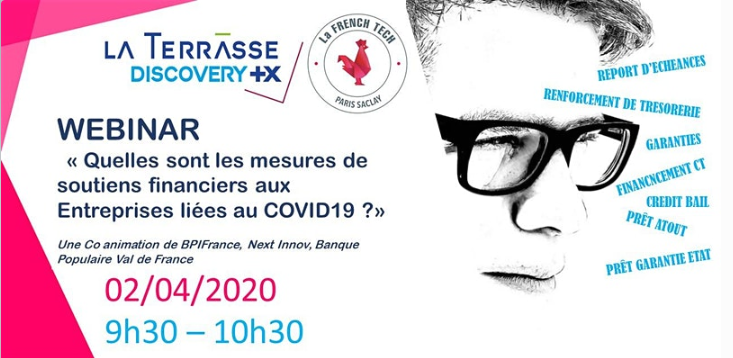 LA TERRASSE
DISCOVERY +X
La FRENCH TECH
PARIS SACLAY
WEBINAR
« Quelles sont les mesures de
soutiens financiers aux
Entreprises liées au COVID19 ?»
Une Co animation de BPIFrance, Next Innov, Banque
Populaire Val de France
02/04/2020
9h30 – 10h30
REPORT D'ECHEANCES
RENFORCEMENT DE TRESORERIE
GARANTIES
FINANCNCEMENT CT
CREDIT BAIL
PRÊT ATOUT
PRÊT GARANTIE ETAT